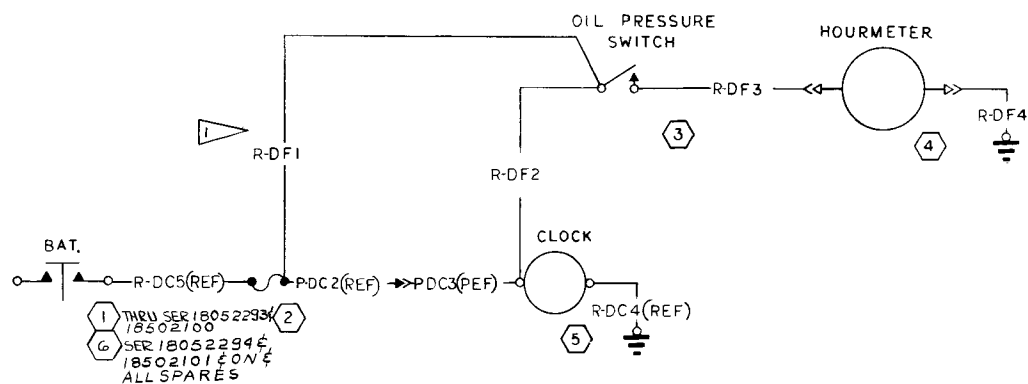 OIL PRESSURE
SWITCH
HOURMETER
R-DF3
R-DF4
1
3
4
R-DF1
R-DF2
BAT.
CLOCK
R-DC5(REF)
P-DC2(REF)
PDC3(PEF)
R-DC4(REF)
1 THRU SER 18052293 & 2
18502100
6 SER 18052294 &
18502101 & ON &
ALL SPARES
5